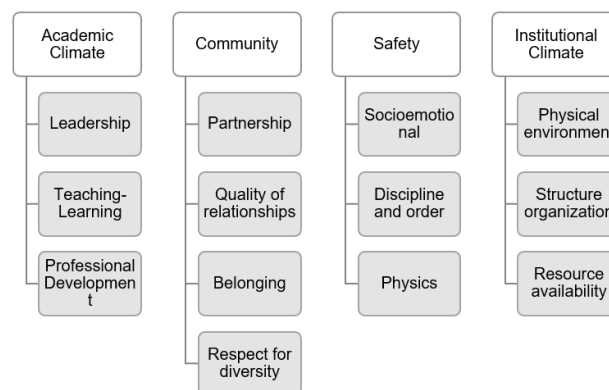 Academic
Climate
Leadership
Teaching-
Learning
Professional
Developmen
t
Community
Partnership
Quality of
relationships
Belonging
Respect for
diversity
Safety
Socioemotio
nal
Discipline
and order
Physics
Institutional
Climate
Physical
environment
Structure
organization
Resource
availability